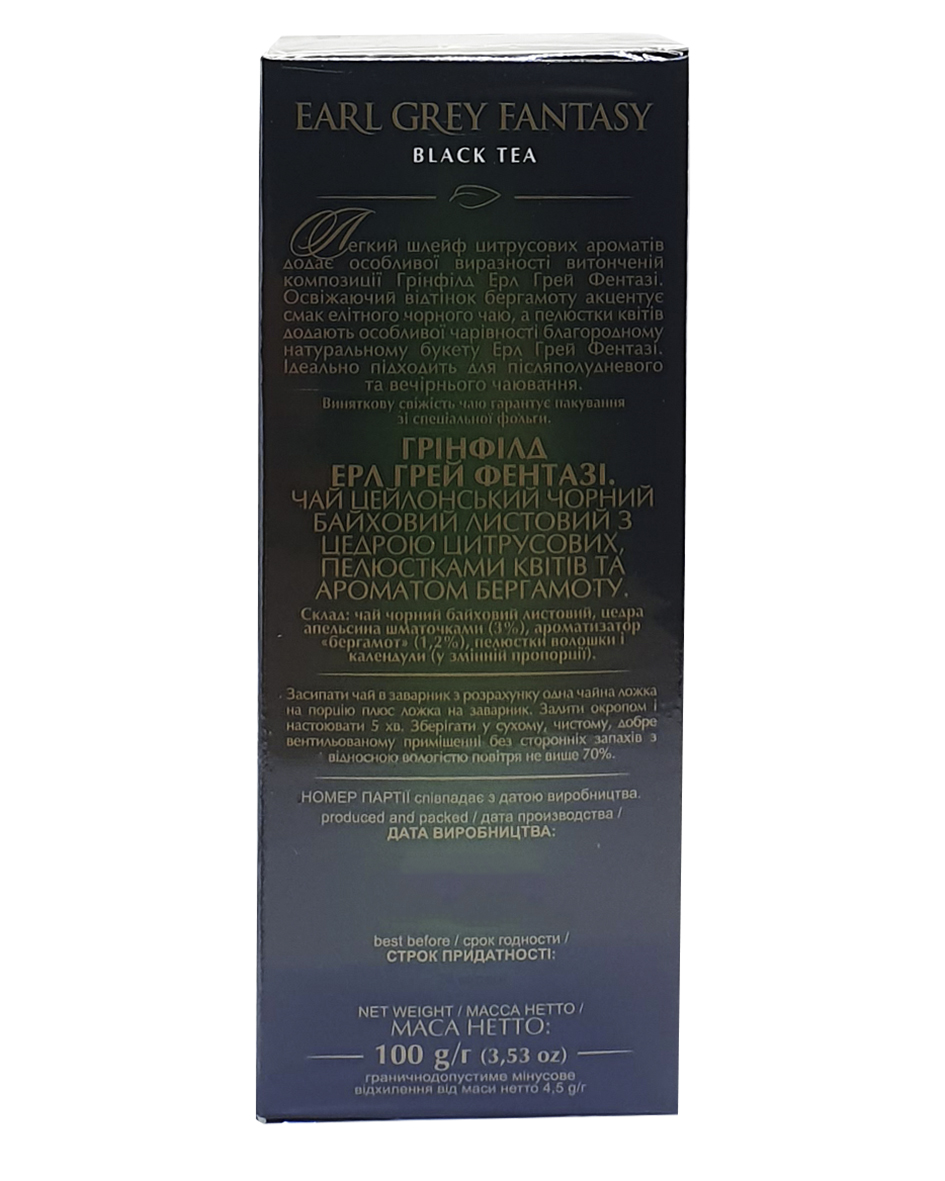 EARL GREY FANTASY
BLACK TEA
Легкий шлейф цитрусових ароматів
додає особливої виразності витонченій
композиції Грінфілд Ерл Грей Фентазі.
Освіжаючий відтінок бергамоту акцентує
смак елітного чорного чаю, а пелюстки квітів
додають особливої чарівності благородному
натуральному букету Ерл Грей Фентазі.
Ідеально підходить для післяполудневого
та вечірнього чаювання.
Виняткову свіжість чаю гарантує пакування
зі спеціальної фольги.
ГРІНФІЛД
ЕРЛ ГРЕЙ ФЕНТАЗІ.
ЧАЙ ЦЕЙЛОНСЬКИЙ ЧОРНИЙ
БАЙХОВИЙ ЛИСТОВИЙ З
ЦЕДРОЮ ЦИТРУСОВИХ,
ПЕЛЮСТКАМИ КВІТІВ ТА
АРОМАТОМ БЕРГАМОТУ.
Склад: чай чорний байховий листовий, цедра
апельсина шматочками (3%), ароматизатор
«бергамот» (1,2%), пелюстки волошки і
календули (у змінній пропорції).
Засипати чай в заварник з розрахунку одна чайна ложка
на порцію плюс ложка на заварник. Залити окропом і
настоювати 5 хв. Зберігати у сухому, чистому, добре
вентильованому приміщенні без сторонніх запахів з
відносною вологістю повітря не вище 70%.
НОМЕР ПАРТІЇ співпадає з датою виробництва.
produced and packed / дата производства /
ДАТА ВИРОБНИЦТВА:
best before / срок годности /
СТРОК ПРИДАТНОСТІ:
NET WEIGHT / МАССА НЕТТО /
МАСА НЕТТО:
100 g/г (3,53 oz)
граничнодопустиме мінусове
відхилення від маси нетто 4,5 g/г